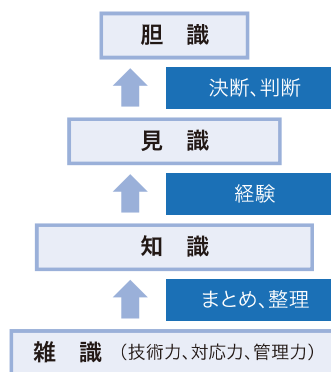 胆 識
決断、判断
見 識
経験
知 識
まとめ、整理
雑 識 （技術力、対応力、管理力）